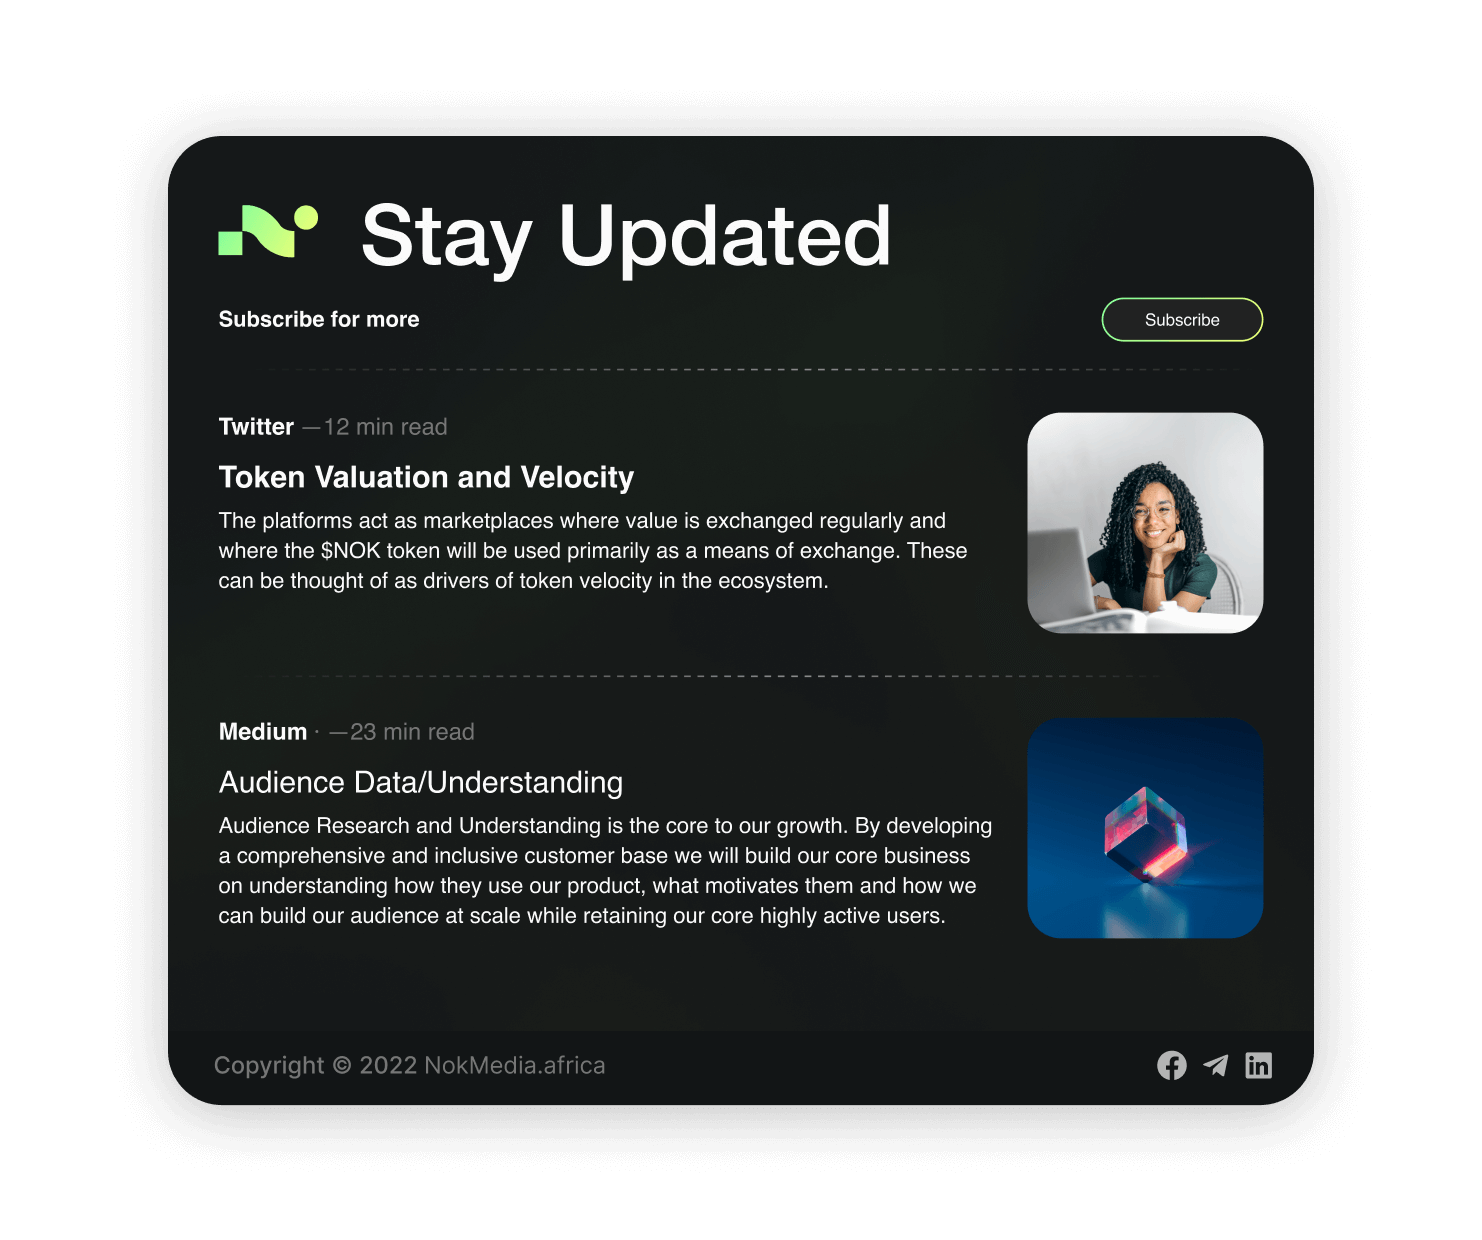 Stay Updated
Subscribe for more
Subscribe
Twitter —12 min read
Token Valuation and Velocity
The platforms act as marketplaces where value is exchanged regularly and
where the $NOK token will be used primarily as a means of exchange. These
can be thought of as drivers of token velocity in the ecosystem.
Medium · —23 min read
Audience Data/Understanding
Audience Research and Understanding is the core to our growth. By developing
a comprehensive and inclusive customer base we will build our core business
on understanding how they use our product, what motivates them and how we
can build our audience at scale while retaining our core highly active users.
Copyright © 2022 NokMedia.africa